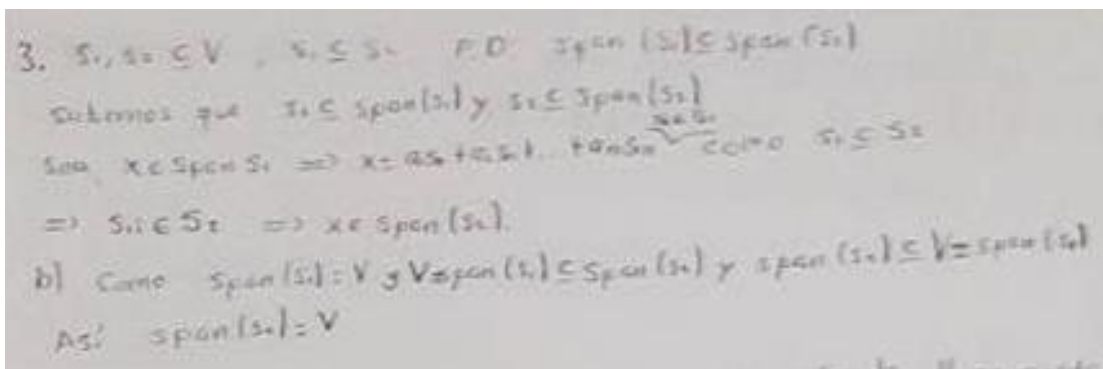 3. S₁, S₂ ⊆ V, S₁ ⊆ S₂ P.D span (S₁) ⊆ span (S₂)
Sabemos que S₁ ⊆ span(S₁) y S₂ ⊆ Span(S₂)
Sea x ∈ Span S₁ => x = as₁ + a₂s₂ + .. + anSn como S₁ ⊆ S₂
=> S₁i ∈ S₂ => x ∈ Span (S₂).
b) Como Span (S₁) = V y V = span (S₁) ⊆ Span (S₂) y span (S₂) ⊆ V = span (S₁)
Así span (S₂) = V